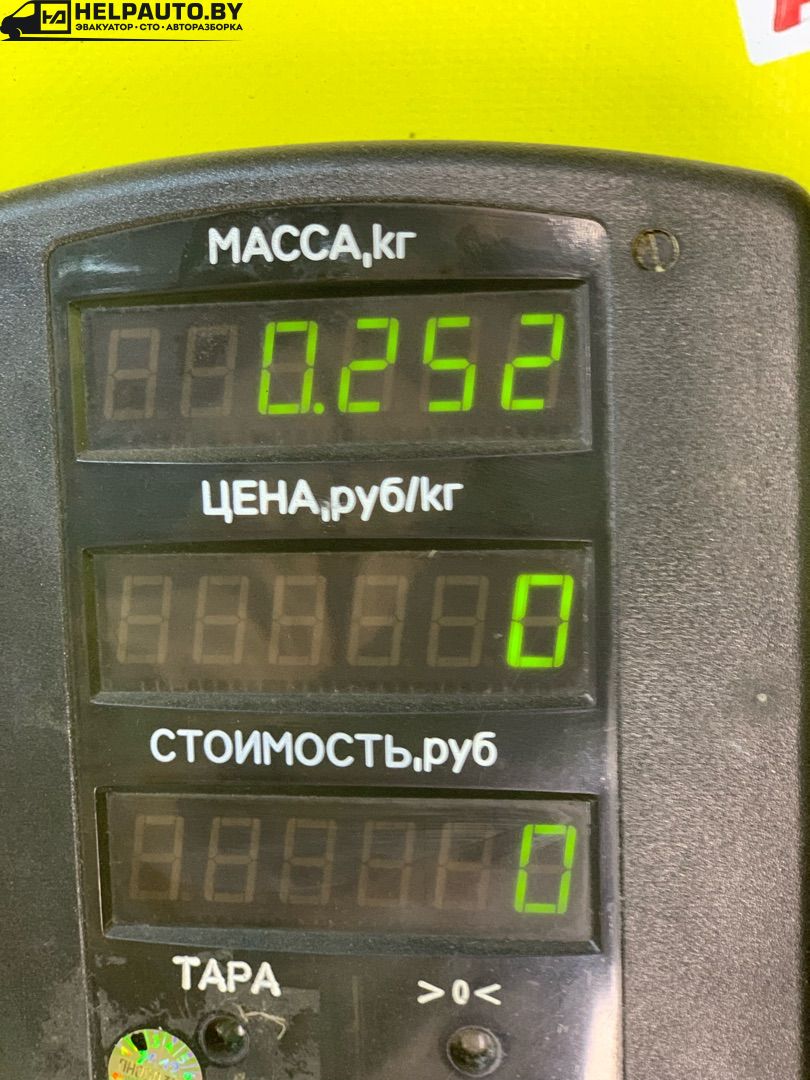 HELPAUTO.BY
ЭВАКУАТОР • СТО • АВТОРАЗБОРКА
МАССА,кг
0.252
ЦЕНА,руб/кг
0
СТОИМОСТЬ,руб
0
ТАРА
>0<